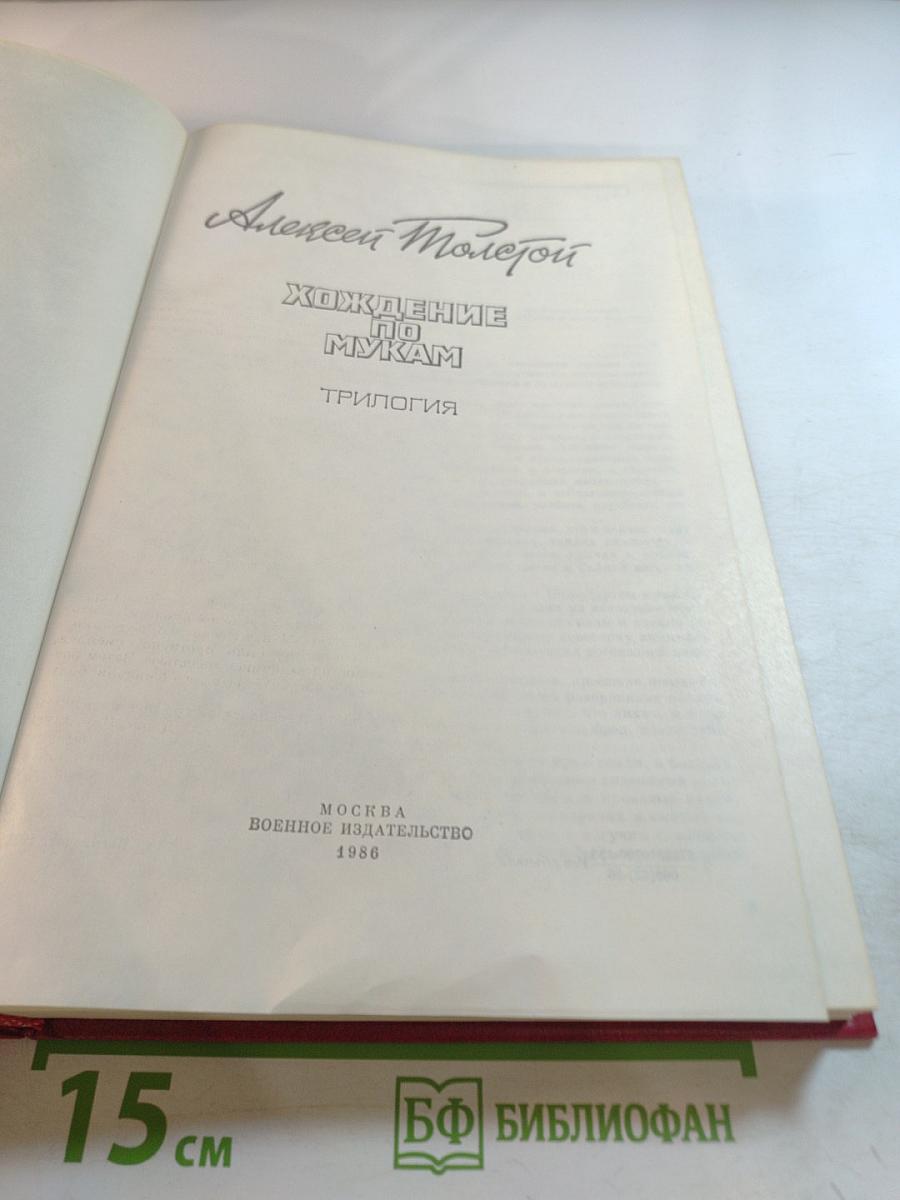 Алексей Толстой
ХОЖДЕНИЕ
ПО
МУКАМ
ТРИЛОГИЯ
МОСКВА
ВОЕННОЕ ИЗДАТЕЛЬСТВО
1986
15 см
БФ БИБЛИОФАН